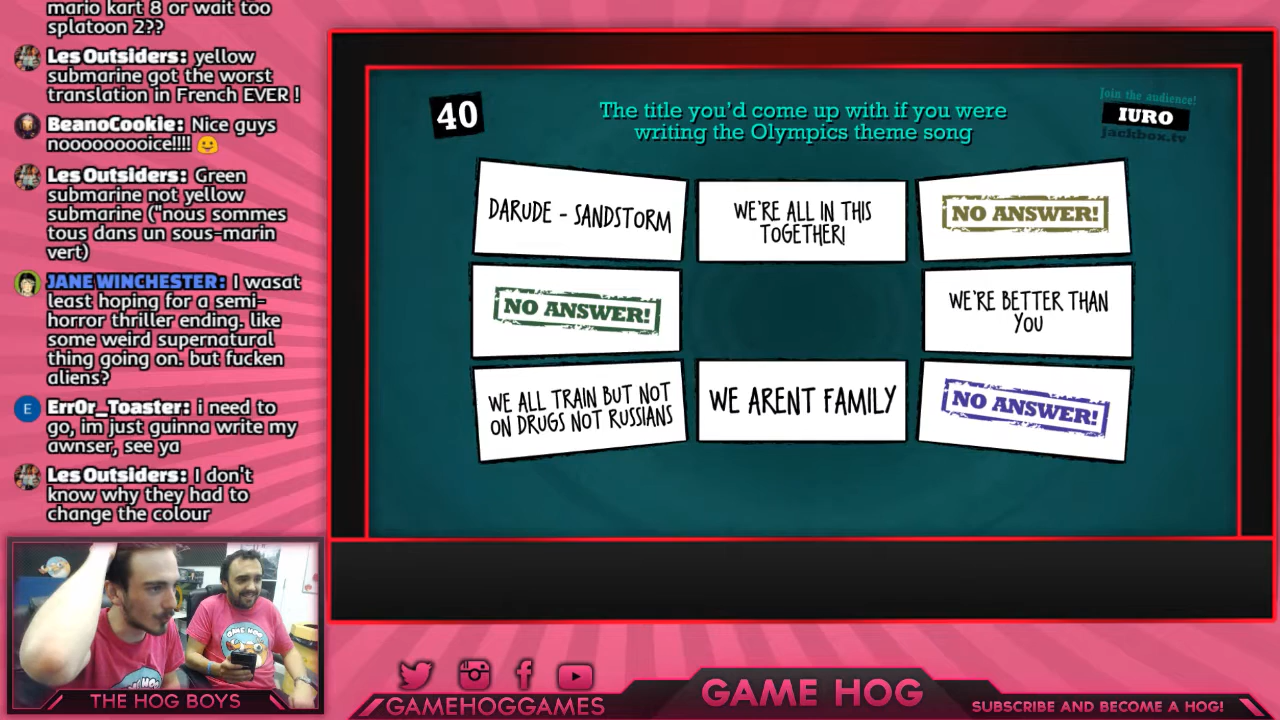 mario kart 8 or wait too
splatoon 2??
Les Outsiders: yellow
submarine got the worst
translation in French EVER !
BeanoCookie: Nice guys
nooooooooice!!!!
Les Outsiders: Green
submarine not yellow
submarine ("nous sommes
tous dans un sous-marin
vert)
JANE WINCHESTER: I wasat
least hoping for a semi-
horror thriller ending. like
some weird supernatural
thing going on. but fucken
aliens?
E
Err0r_Toaster: i need to
go, im just guinna write my
awnser, see ya
Les Outsiders: I don't
know why they had to
change the colour
40
The title you'd come up with if you were
writing the Olympics theme song
Join the audience!
IURO
jackbox.tv
DARUDE - SANDSTORM
WE'RE ALL IN THIS
TOGETHER!
NO ANSWER!
NO ANSWER!
WE'RE BETTER THAN
YOU
WE ALL TRAIN BUT NOT
ON DRUGS NOT RUSSIANS
WE ARENT FAMILY
NO ANSWER!
GAME HOG
THE HOG BOYS
GAMEHOGGAMES
GAME HOG
SUBSCRIBE AND BECOME A HOG!